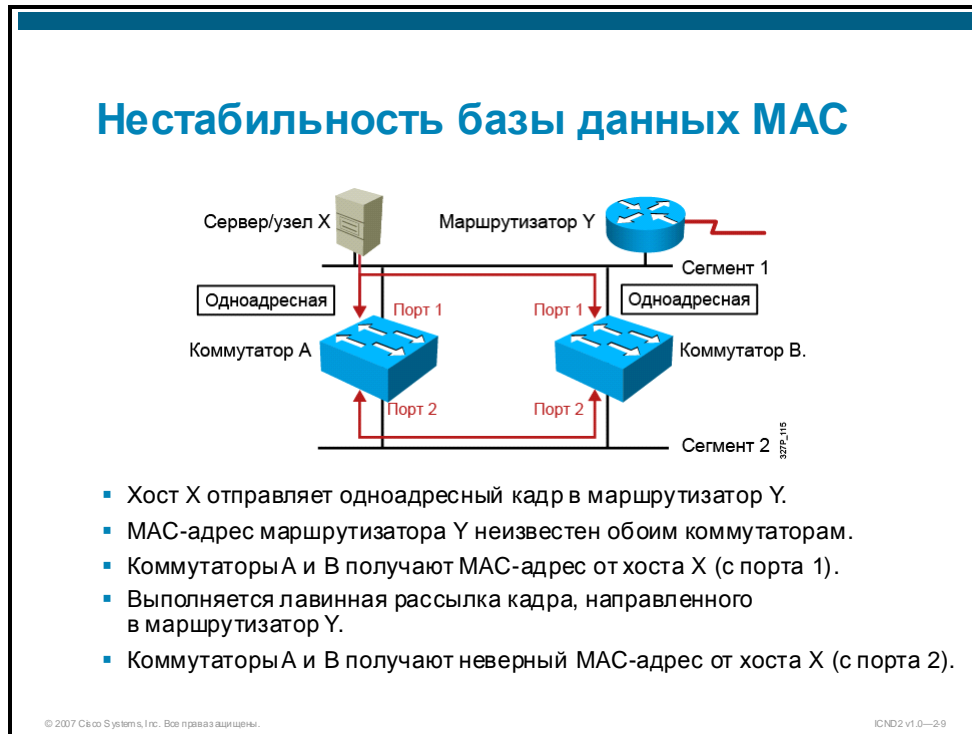 Нестабильность базы данных MAC
Сервер/узел X
Маршрутизатор Y
Сегмент 1
Одноадресная
Порт 1
Порт 1
Одноадресная
Коммутатор A
Коммутатор B.
Порт 2
Порт 2
Сегмент 2
327P_115
▪ Хост X отправляет одноадресный кадр в маршрутизатор Y.
▪ MAC-адрес маршрутизатора Y неизвестен обоим коммутаторам.
▪ Коммутаторы A и B получают MAC-адрес от хоста X (с порта 1).
▪ Выполняется лавинная рассылка кадра, направленного
в маршрутизатор Y.
▪ Коммутаторы A и B получают неверный MAC-адрес от хоста X (с порта 2).
© 2007 Cisco Systems, Inc. Все права защищены.
ICND2 v1.0—2-9